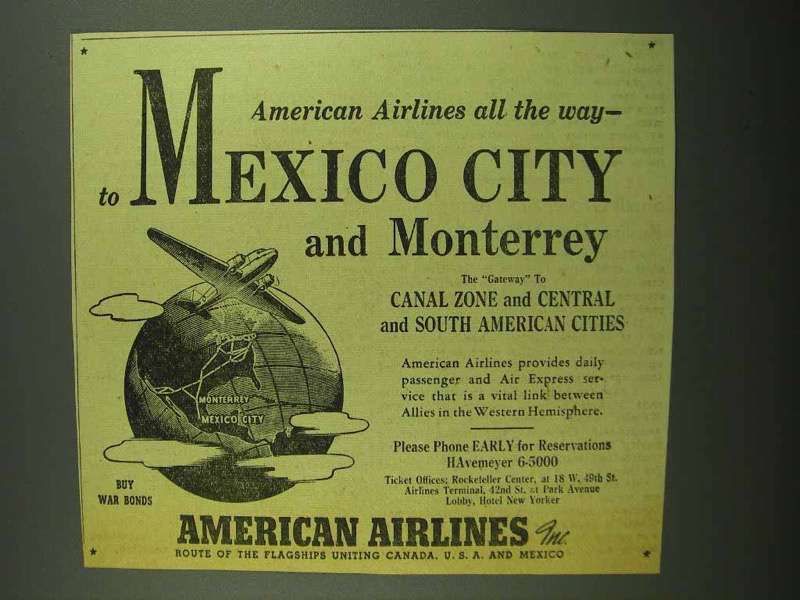 American Airlines all the way—
to MEXICO CITY
and Monterrey
The "Gateway" To
CANAL ZONE and CENTRAL
and SOUTH AMERICAN CITIES
American Airlines provides daily
passenger and Air Express ser-
vice that is a vital link between
Allies in the Western Hemisphere.
MONTERREY
MEXICO CITY
Please Phone EARLY for Reservations
HAvemeyer 6-5000
Ticket Offices: Rockefeller Center, at 18 W. 49th St.
Airlines Terminal, 42nd St. at Park Avenue
Lobby, Hotel New Yorker
BUY
WAR BONDS
AMERICAN AIRLINES Inc.
ROUTE OF THE FLAGSHIPS UNITING CANADA, U. S. A. AND MEXICO